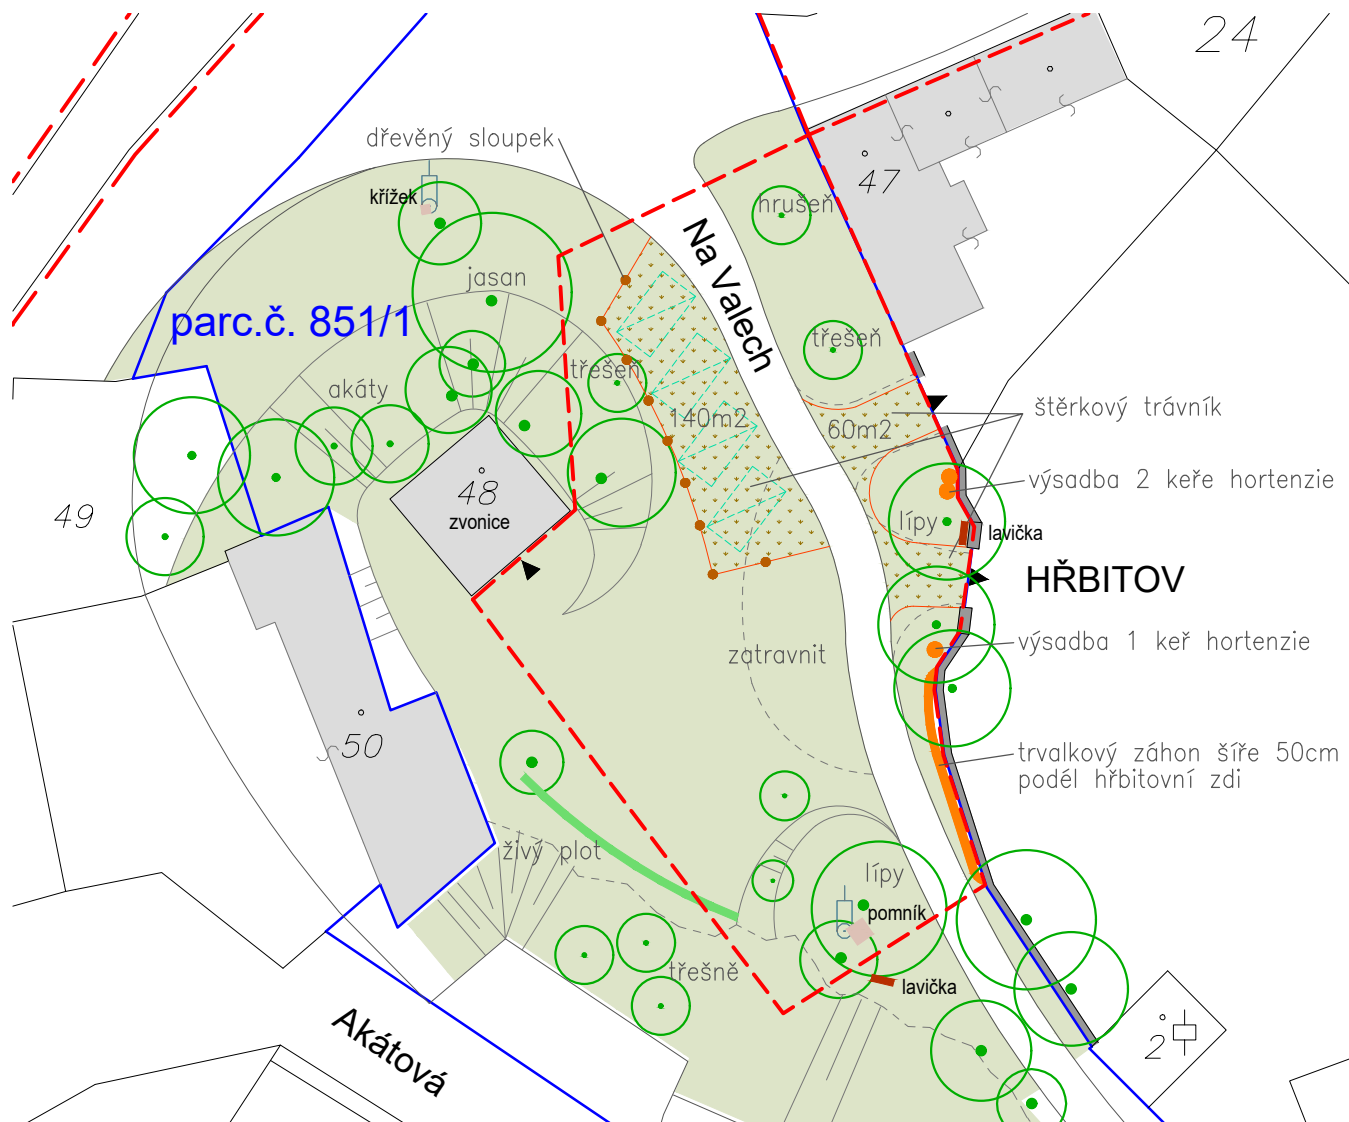 24
dřevěný sloupek
47
křížek
hrušeň
Na Valech
jasan
parc.č. 851/1
třešeň
třešeň
akáty
140m2
60m2
štěrkový trávník
48
zvonice
výsadba 2 keře hortenzie
49
lípy
lavička
HŘBITOV
výsadba 1 keř hortenzie
zatravnit
50
trvalkový záhon šíře 50cm
podél hřbitovní zdi
živý plot
lípy
pomník
třešně
lavička
Akátová
2